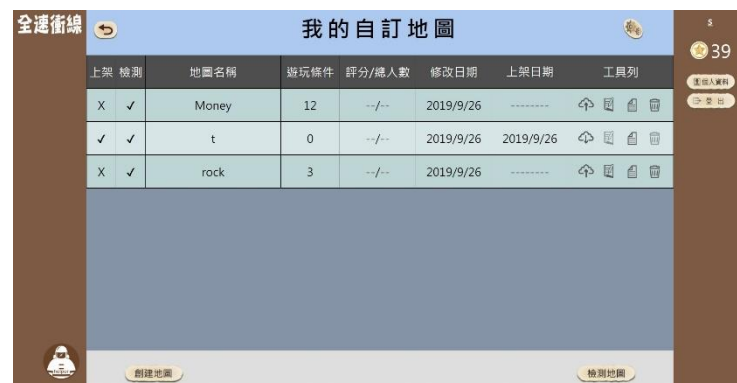 全速衝線
我的自訂地圖
s
39
個人資料
登出
上架 檢測 地圖名稱 遊玩條件 評分/總人數 修改日期 上架日期 工具列
X ✓ Money 12 --/-- 2019/9/26 --------
✓ ✓ t 0 --/-- 2019/9/26 2019/9/26
X ✓ rock 3 --/-- 2019/9/26 --------
創建地圖
檢測地圖